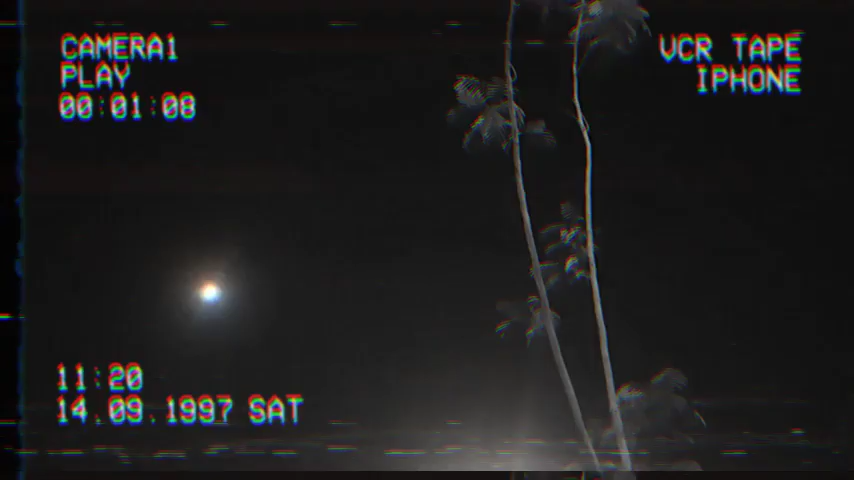 CAMERA1
PLAY
00:01:08
VCR TAPE
IPHONE
11:20
14.09.1997 SAT